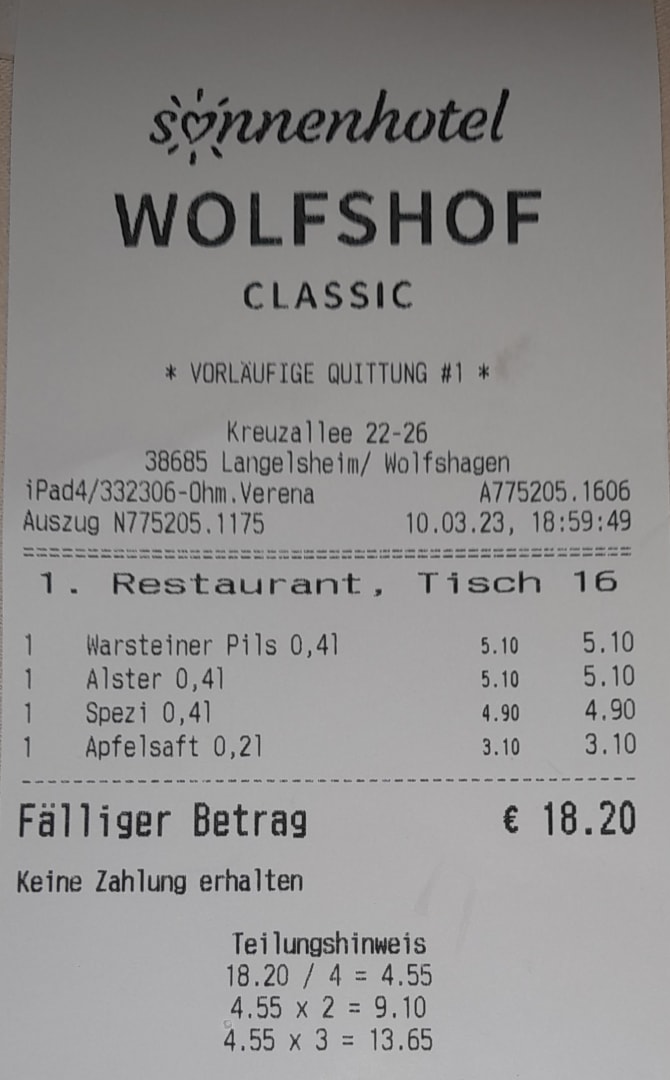 sonnenhotel
WOLFSHOF
CLASSIC
* VORLÄUFIGE QUITTUNG #1 *
Kreuzallee 22-26
38685 Langelsheim/ Wolfshagen
iPad4/332306-Ohm.Verena A775205.1606
Auszug N775205.1175 10.03.23, 18:59:49
1. Restaurant, Tisch 16
1 Warsteiner Pils 0,4l 5.10 5.10
1 Alster 0,4l 5.10 5.10
1 Spezi 0,4l 4.90 4.90
1 Apfelsaft 0,2l 3.10 3.10
Fälliger Betrag € 18.20
Keine Zahlung erhalten
Teilungshinweis
18.20 / 4 = 4.55
4.55 x 2 = 9.10
4.55 x 3 = 13.65